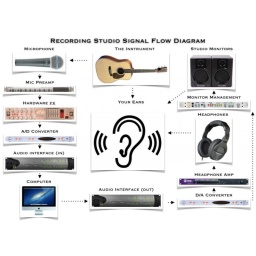 Recording Studio Signal Flow Diagram
Microphone
The Instrument
Studio Monitors
Mic Preamp
Monitor Management
Your Ears
Hardware FX
Headphones
A/D Converter
Audio Interface (in)
Headphone Amp
Computer
Audio Interface (out)
D/A Converter